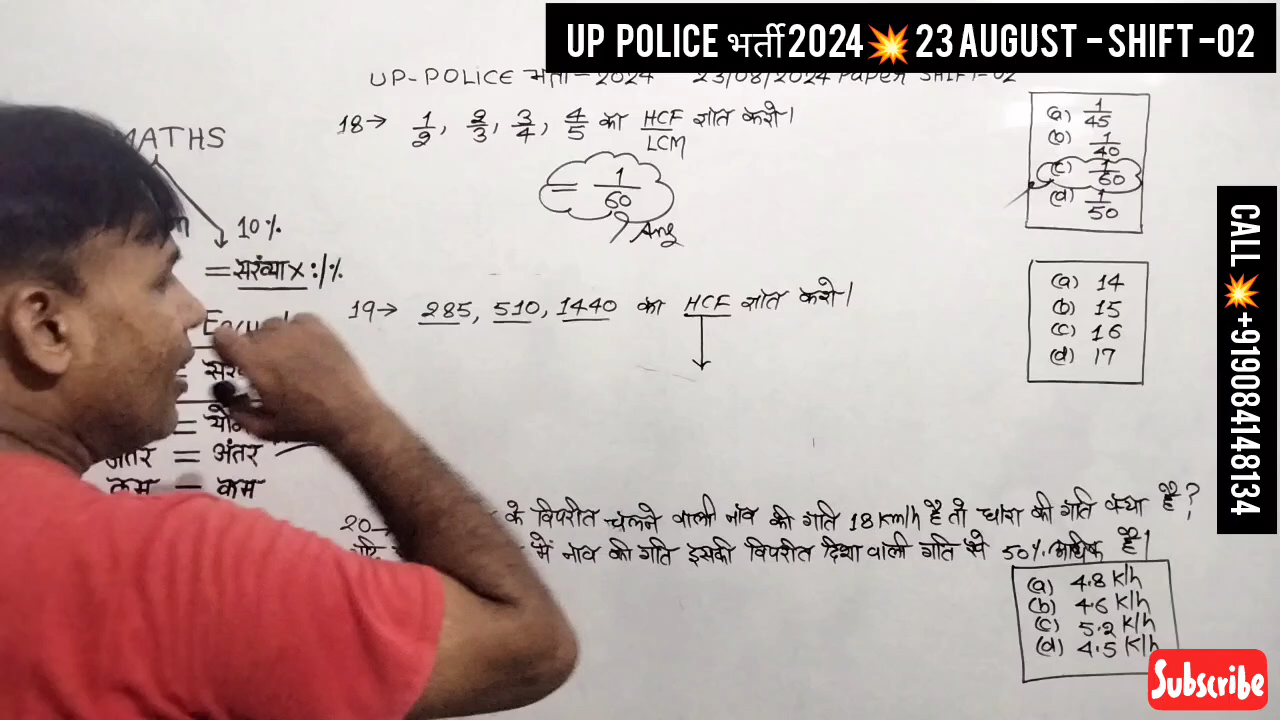 UP POLICE भर्ती 2024 💥 23 AUGUST - SHIFT - 02
UP-POLICE भर्ती - 2024 23/08/2024 Paper SHIFT-02
MATHS
10%
= संख्या × :/%
= अंतर
कम = कम
18→ 1/2, 2/3, 3/4, 4/5 का HCF ज्ञात करो।
LCM
= 1/60
Ans
(a) 1/45
(b) 1/40
(c) 1/60
(d) 1/50
19→ 285, 510, 1440 का HCF ज्ञात करो।
(a) 14
(b) 15
(c) 16
(d) 17
20→ के विपरीत चलने वाली नांव की गति 18 Km/h है तो धारा की गति क्या है?
में नाव की गति इसकी विपरीत दिशा वाली गति से 50% अधिक है।
(a) 4.8 K/h
(b) 4.6 K/h
(c) 5.2 K/h
(d) 4.5 K/h
CALL 💥 +919084148134
Subscribe